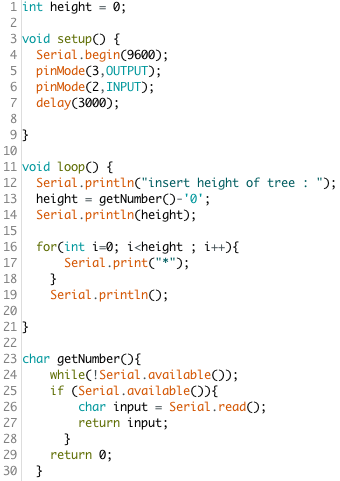 1 int height = 0;
2
3 void setup() {
4 Serial.begin(9600);
5 pinMode(3,OUTPUT);
6 pinMode(2,INPUT);
7 delay(3000);
8
9 }
10
11 void loop() {
12 Serial.println("insert height of tree : ");
13 height = getNumber()-'0';
14 Serial.println(height);
15
16 for(int i=0; i<height ; i++){
17 Serial.print("*");
18 }
19 Serial.println();
20
21 }
22
23 char getNumber(){
24 while(!Serial.available());
25 if (Serial.available()){
26 char input = Serial.read();
27 return input;
28 }
29 return 0;
30 }